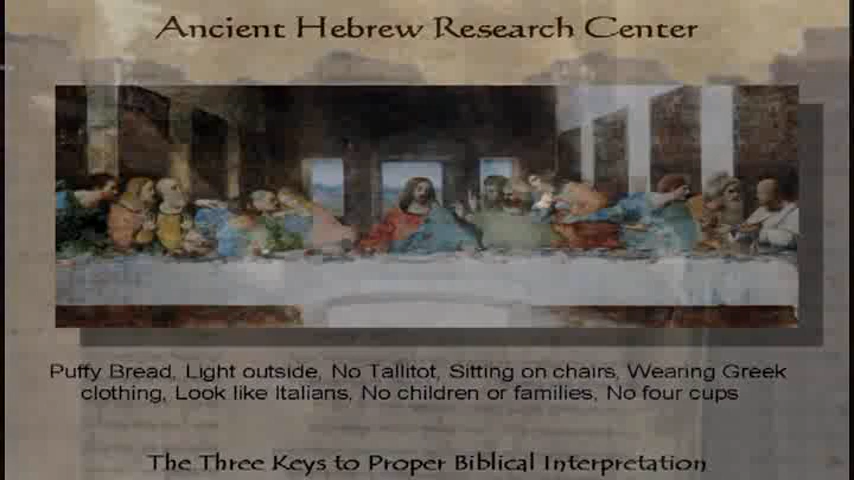 Ancient Hebrew Research Center
Puffy Bread, Light outside, No Tallitot, Sitting on chairs, Wearing Greek
clothing, Look like Italians, No children or families, No four cups
The Three Keys to Proper Biblical Interpretation